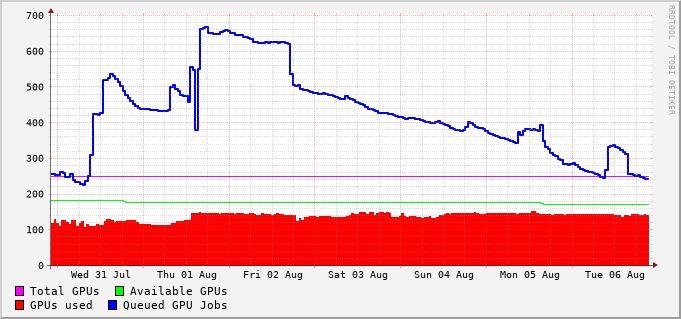 700
600
500
400
300
200
100
0
Wed 31 Jul Thu 01 Aug Fri 02 Aug Sat 03 Aug Sun 04 Aug Mon 05 Aug Tue 06 Aug
Total GPUs Available GPUs
GPUs used Queued GPU Jobs
RRDTOOL / TOBI OETIKER